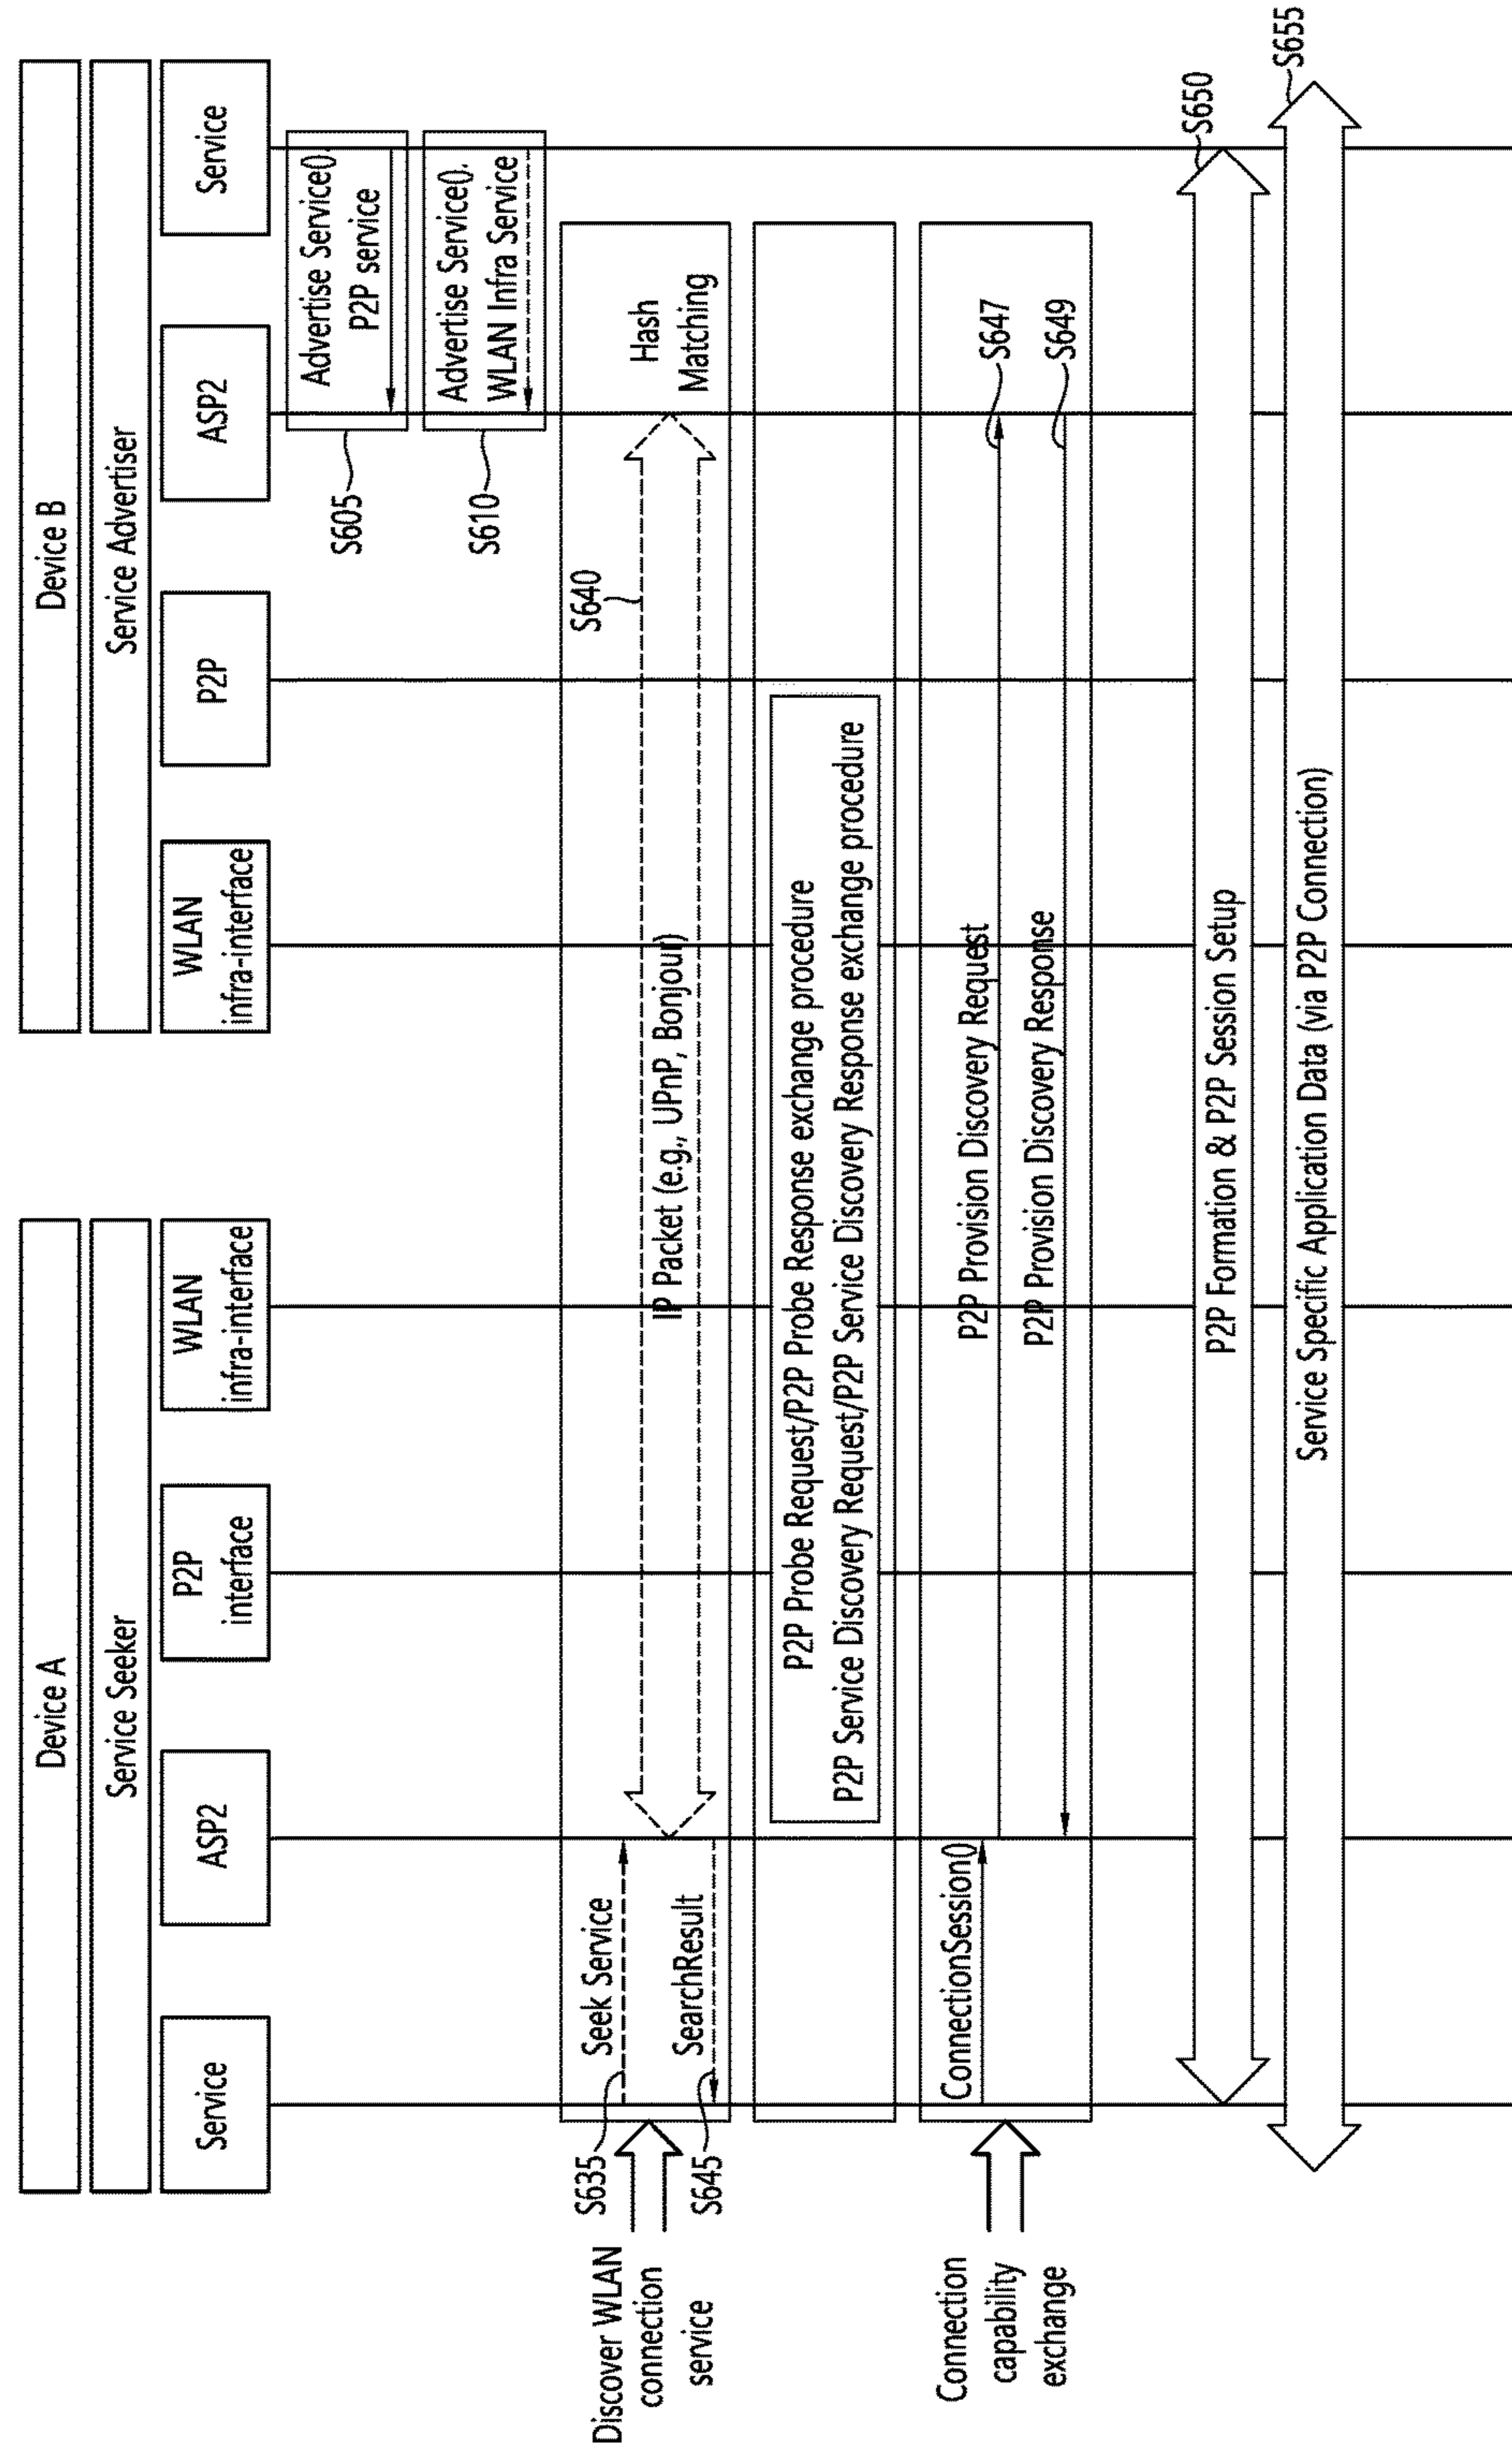 Device A
Device B
Service Seeker
Service Advertiser
Service
ASP2
P2P
interface
WLAN
infra-interface
WLAN
infra-interface
P2P
ASP2
Service
Advertise Service().
P2P service
S605
Advertise Service().
WLAN Infra Service
S610
Discover WLAN
connection
service
S635
Seek Service
S640
IP Packet (e.g., UPnP, Bonjour)
Hash
Matching
SearchResult
S645
P2P Probe Request/P2P Probe Response exchange procedure
P2P Service Discovery Request/P2P Service Discovery Response exchange procedure
Connection
capability
exchange
ConnectionSession()
P2P Provision Discovery Request
S647
P2P Provision Discovery Response
S649
P2P Formation & P2P Session Setup
S650
Service Specific Application Data (via P2P Connection)
S655